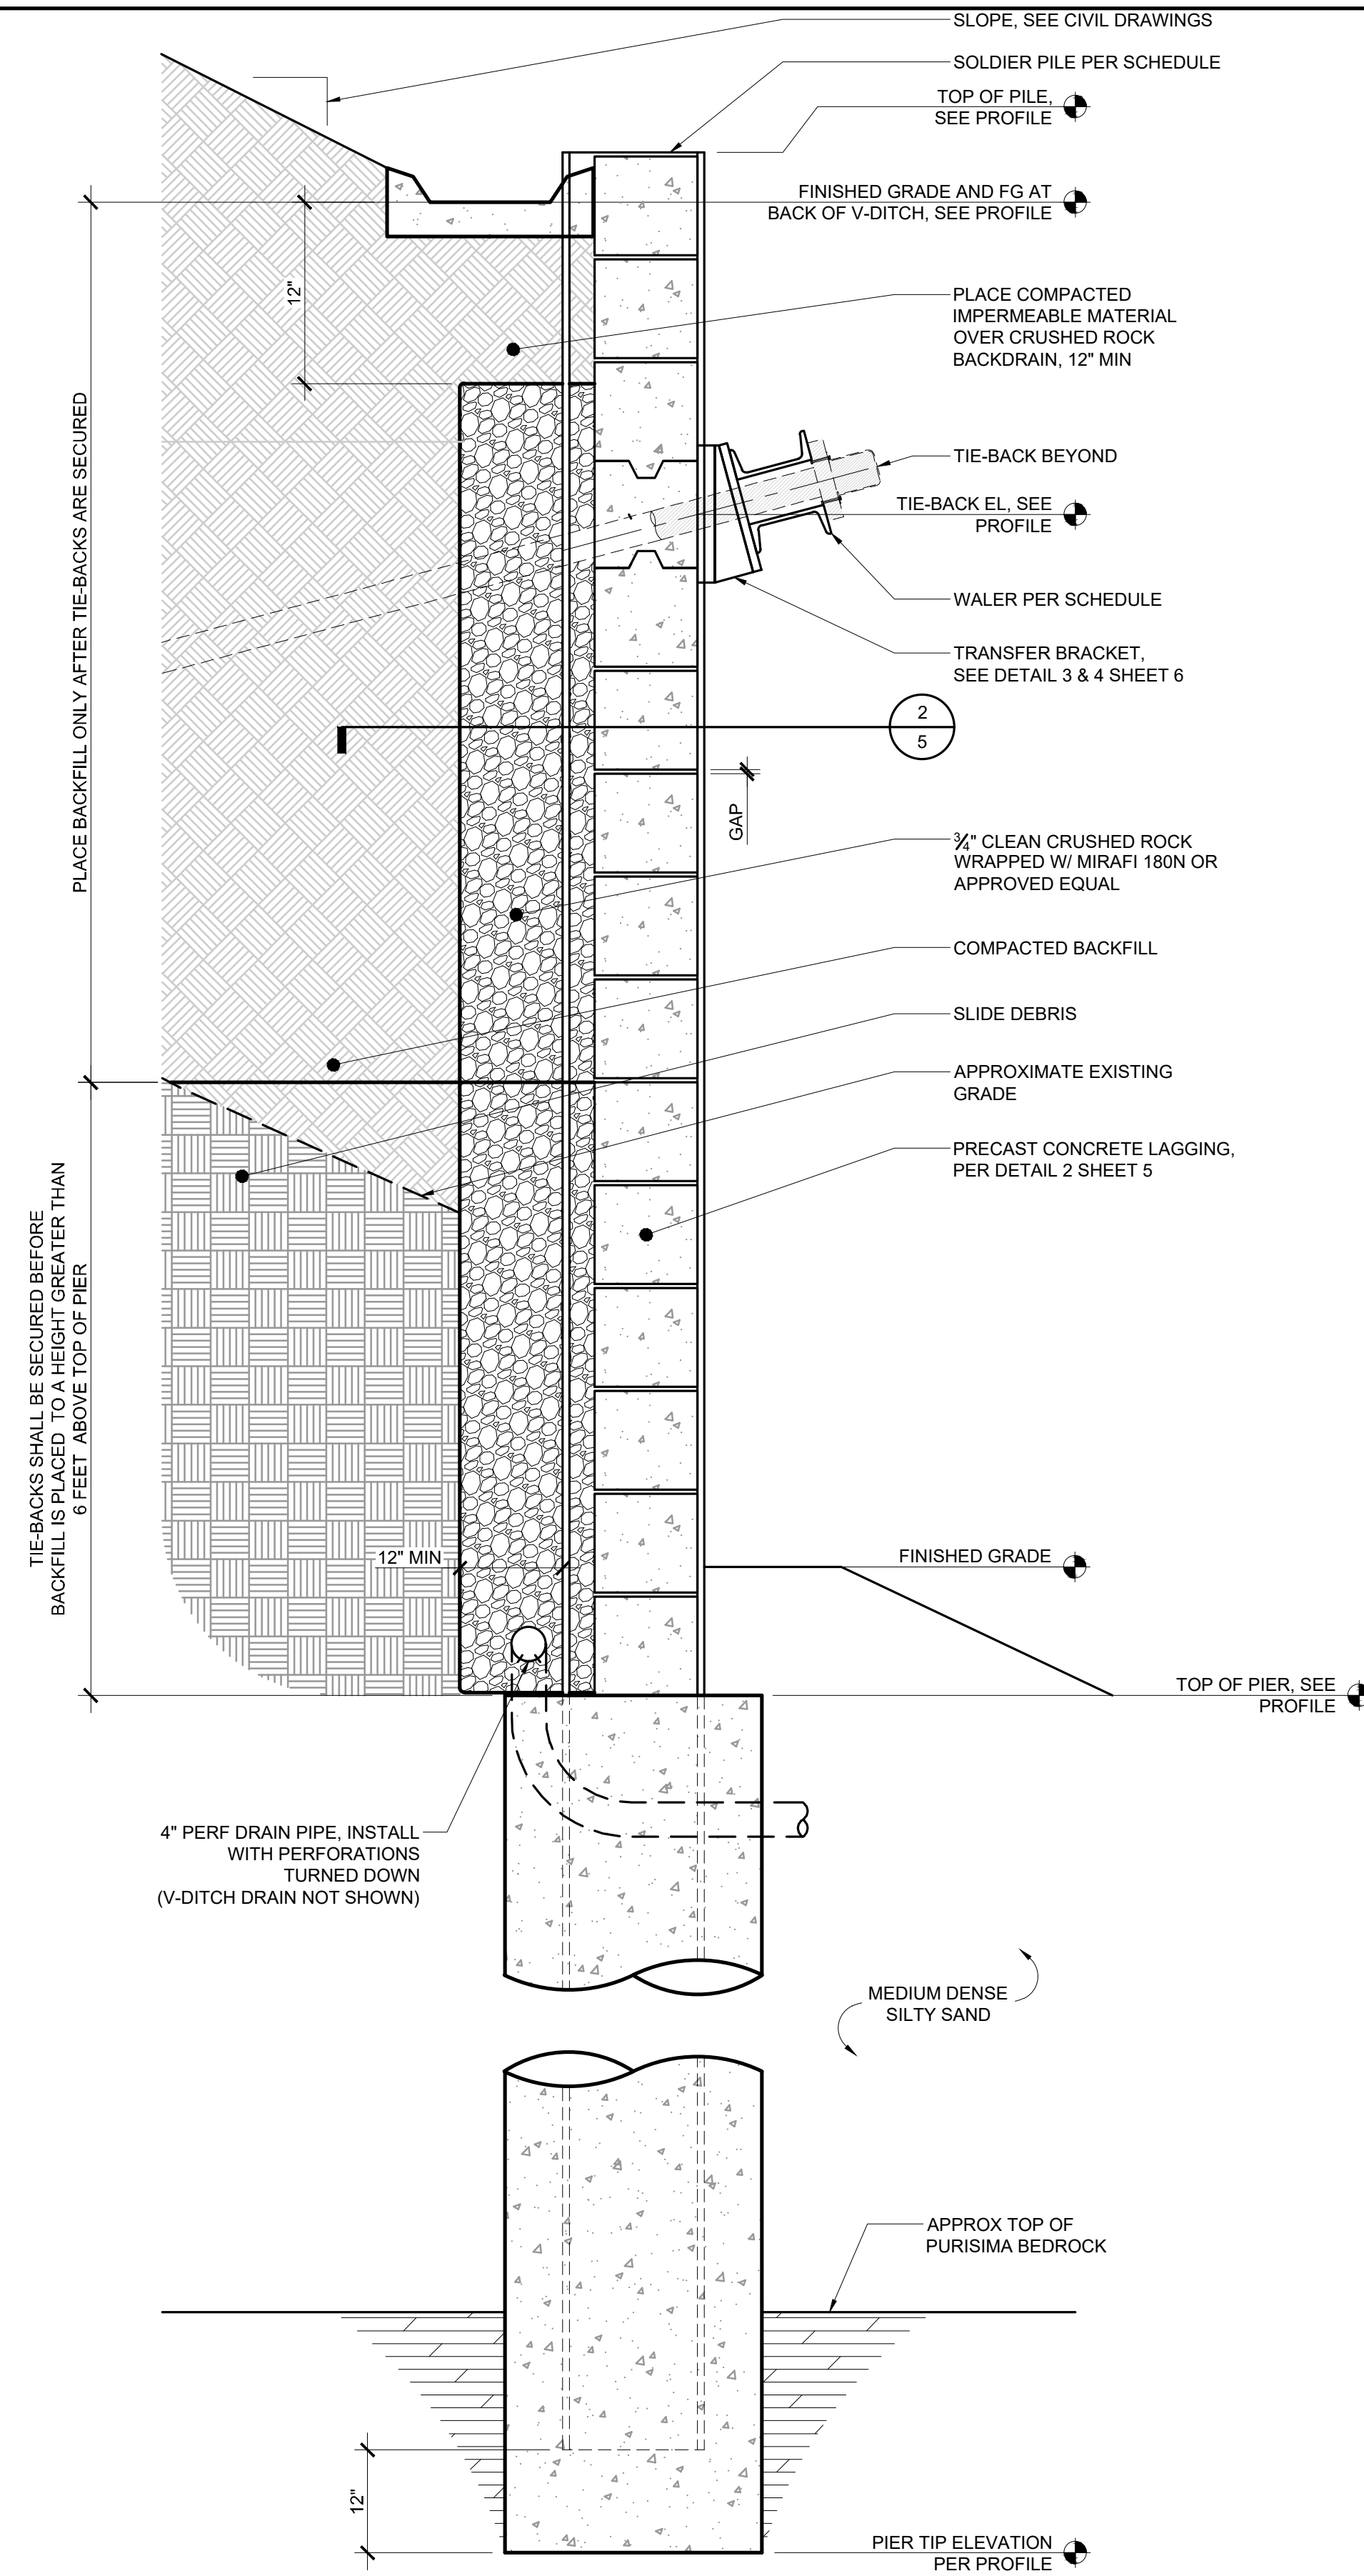 SLOPE, SEE CIVIL DRAWINGS
SOLDIER PILE PER SCHEDULE
TOP OF PILE,
SEE PROFILE
FINISHED GRADE AND FG AT
BACK OF V-DITCH, SEE PROFILE
12"
PLACE COMPACTED
IMPERMEABLE MATERIAL
OVER CRUSHED ROCK
BACKDRAIN, 12" MIN
PLACE BACKFILL ONLY AFTER TIE-BACKS ARE SECURED
TIE-BACK BEYOND
TIE-BACK EL, SEE
PROFILE
WALER PER SCHEDULE
TRANSFER BRACKET,
SEE DETAIL 3 & 4 SHEET 6
2
5
GAP
¾" CLEAN CRUSHED ROCK
WRAPPED W/ MIRAFI 180N OR
APPROVED EQUAL
COMPACTED BACKFILL
SLIDE DEBRIS
APPROXIMATE EXISTING
GRADE
PRECAST CONCRETE LAGGING,
PER DETAIL 2 SHEET 5
TIE-BACKS SHALL BE SECURED BEFORE
BACKFILL IS PLACED TO A HEIGHT GREATER THAN
6 FEET ABOVE TOP OF PIER
12" MIN
FINISHED GRADE
TOP OF PIER, SEE
PROFILE
4" PERF DRAIN PIPE, INSTALL
WITH PERFORATIONS
TURNED DOWN
(V-DITCH DRAIN NOT SHOWN)
MEDIUM DENSE
SILTY SAND
APPROX TOP OF
PURISIMA BEDROCK
12"
PIER TIP ELEVATION
PER PROFILE